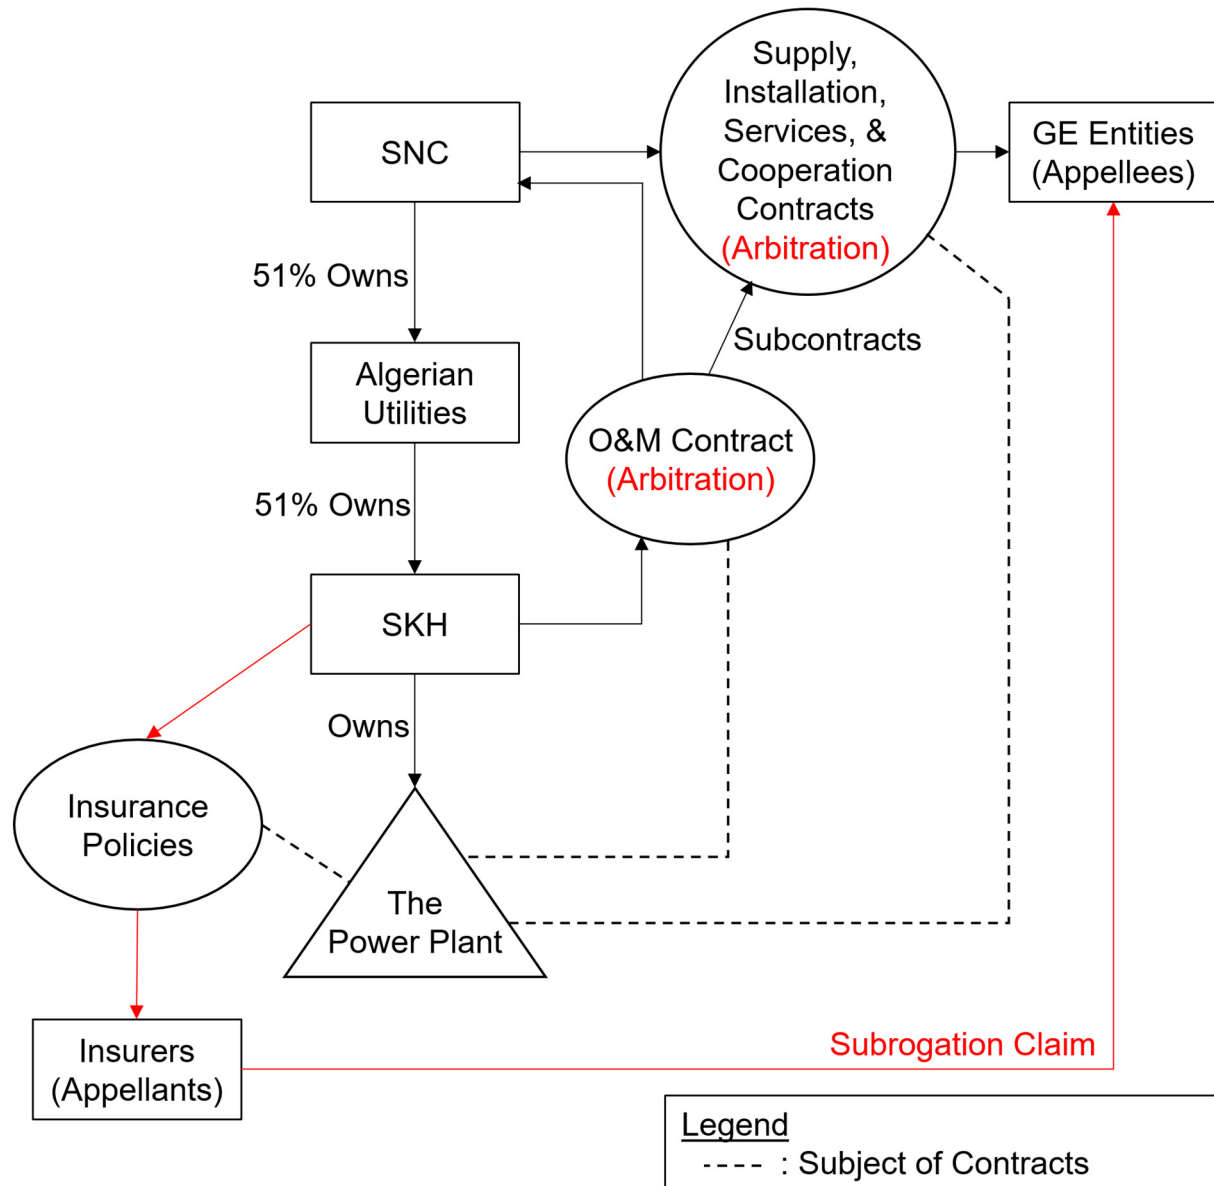 Supply,
Installation,
Services, &
Cooperation
Contracts
(Arbitration)
SNC
GE Entities
(Appellees)
51% Owns
Subcontracts
Algerian
Utilities
O&M Contract
(Arbitration)
51% Owns
SKH
Owns
Insurance
Policies
The
Power Plant
Insurers
(Appellants)
Subrogation Claim
Legend
: Subject of Contracts